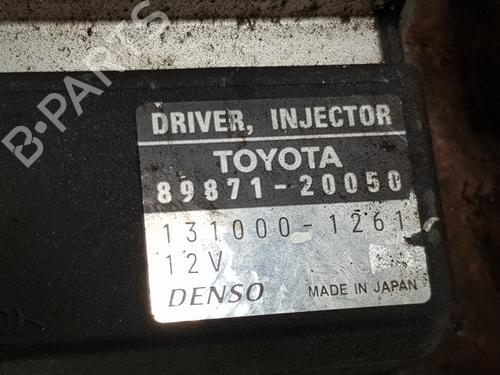 B-PARTS
DRIVER, INJECTOR
TOYOTA
89871-20050
131000-1261
12V
DENSO MADE IN JAPAN